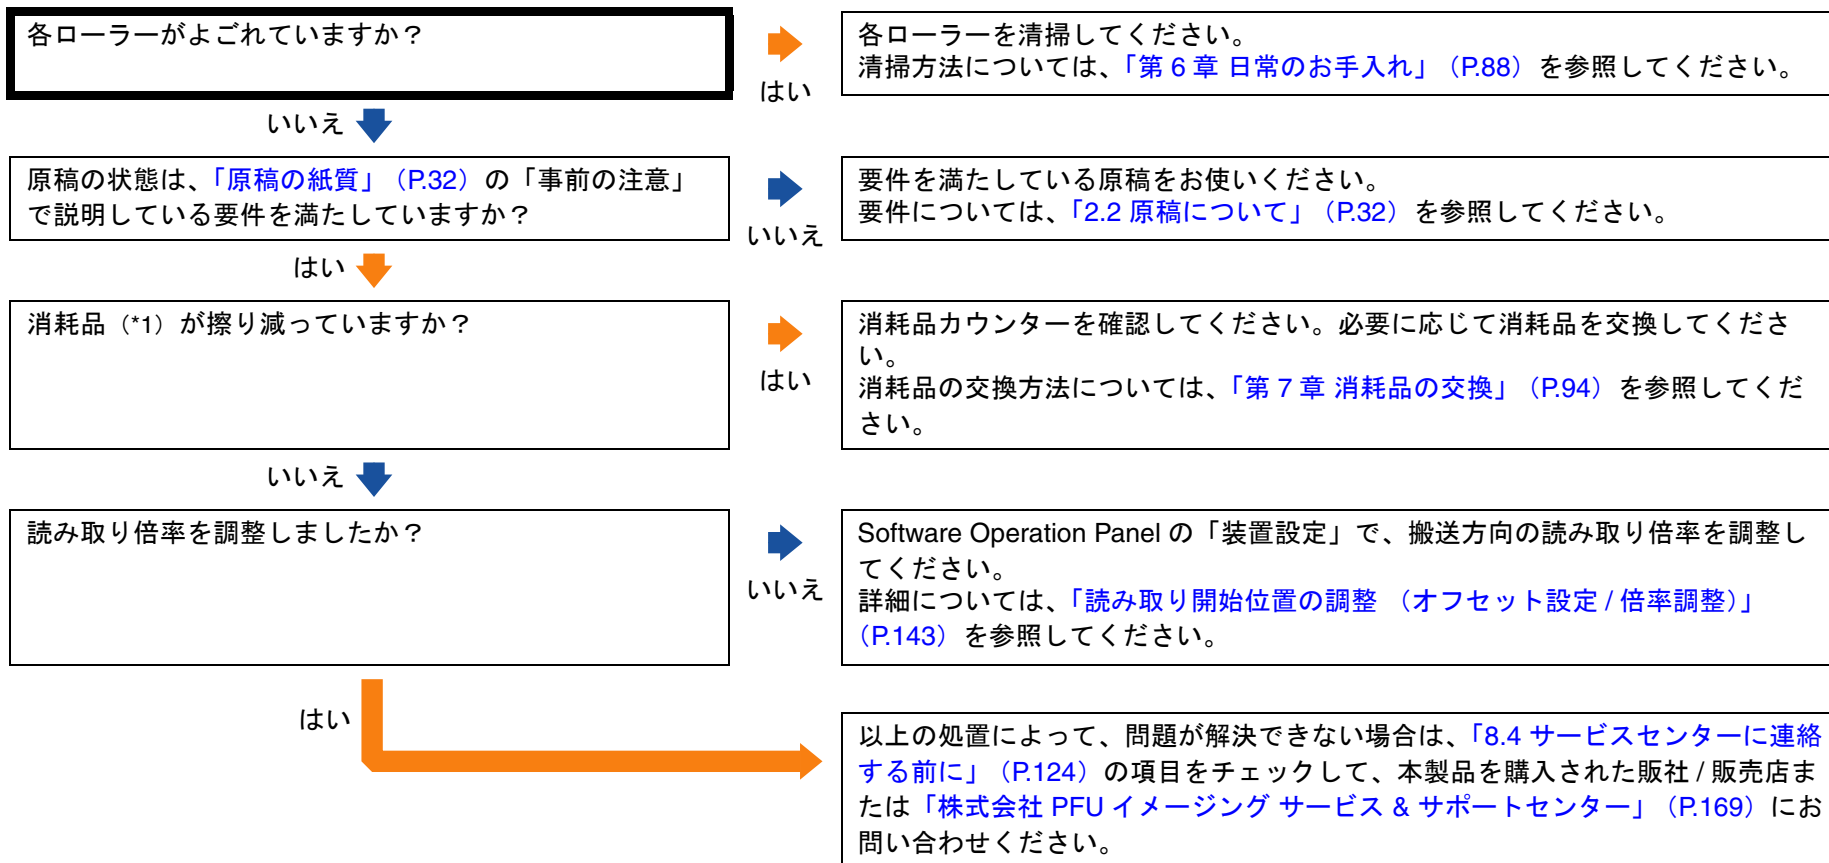 各ローラーがよごれていますか？
はい
各ローラーを清掃してください。
清掃方法については、「第 6 章 日常のお手入れ」（P.88）を参照してください。
いいえ
原稿の状態は、「原稿の紙質」（P.32）の「事前の注意」
で説明している要件を満たしていますか？
いいえ
要件を満たしている原稿をお使いください。
要件については、「2.2 原稿について」（P.32）を参照してください。
はい
消耗品（*1）が擦り減っていますか？
はい
消耗品カウンターを確認してください。必要に応じて消耗品を交換してくださ
い。
消耗品の交換方法については、「第 7 章 消耗品の交換」（P.94）を参照してくだ
さい。
いいえ
読み取り倍率を調整しましたか？
いいえ
Software Operation Panel の「装置設定」で、搬送方向の読み取り倍率を調整し
てください。
詳細については、「読み取り開始位置の調整 （オフセット設定 / 倍率調整）」
（P.143）を参照してください。
はい
以上の処置によって、問題が解決できない場合は、「8.4 サービスセンターに連絡
する前に」（P.124）の項目をチェックして、本製品を購入された販社 / 販売店ま
たは「株式会社 PFU イメージング サービス & サポートセンター」（P.169）にお
問い合わせください。